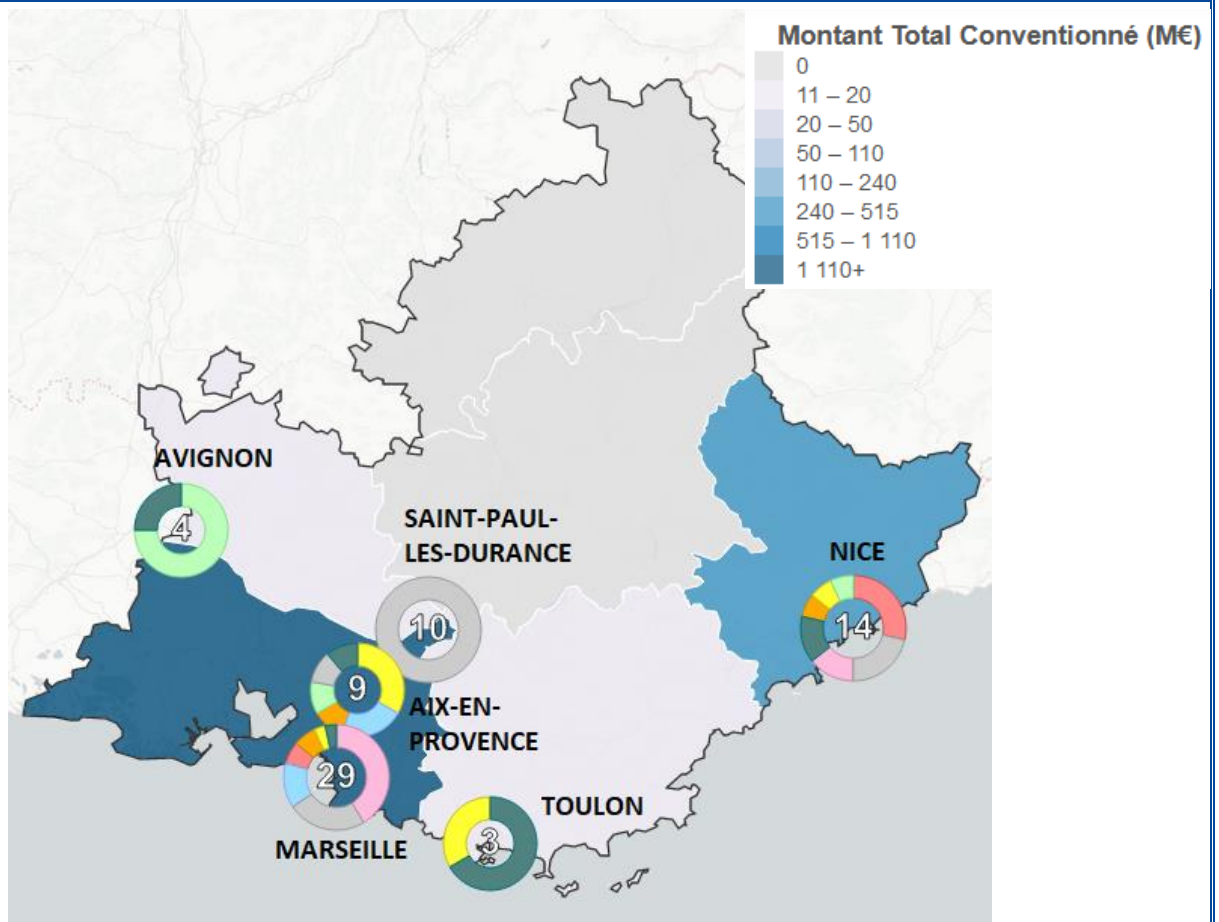 Montant Total Conventionné (M€)
0
11 – 20
20 – 50
50 – 110
110 – 240
240 – 515
515 – 1 110
1 110+
AVIGNON
4
SAINT-PAUL-
LES-DURANCE
10
NICE
14
9
AIX-EN-
PROVENCE
29
MARSEILLE
TOULON
3